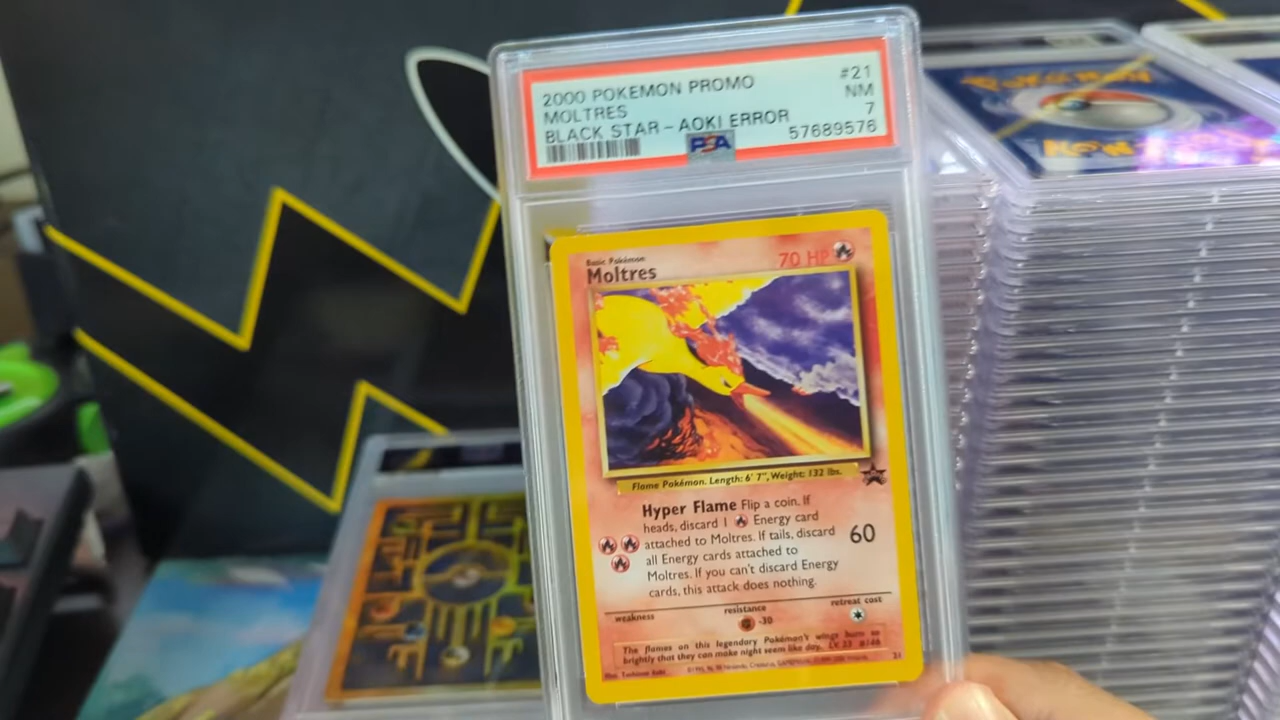 2000 POKEMON PROMO #21
MOLTRES NM
BLACK STAR - AOKI ERROR 7
PSA 57689576
Basic Pokémon
Moltres 70 HP
Flame Pokémon. Length: 6' 7", Weight: 132 lbs.
Hyper Flame Flip a coin. If
heads, discard 1 Energy card
attached to Moltres. If tails, discard
all Energy cards attached to
Moltres. If you can't discard Energy
cards, this attack does nothing.
60
weakness resistance retreat cost
-30
The flames on this legendary Pokémon's wings burn so
brightly that they can make night seem like day. LV. 37 #146
21
POKéMON